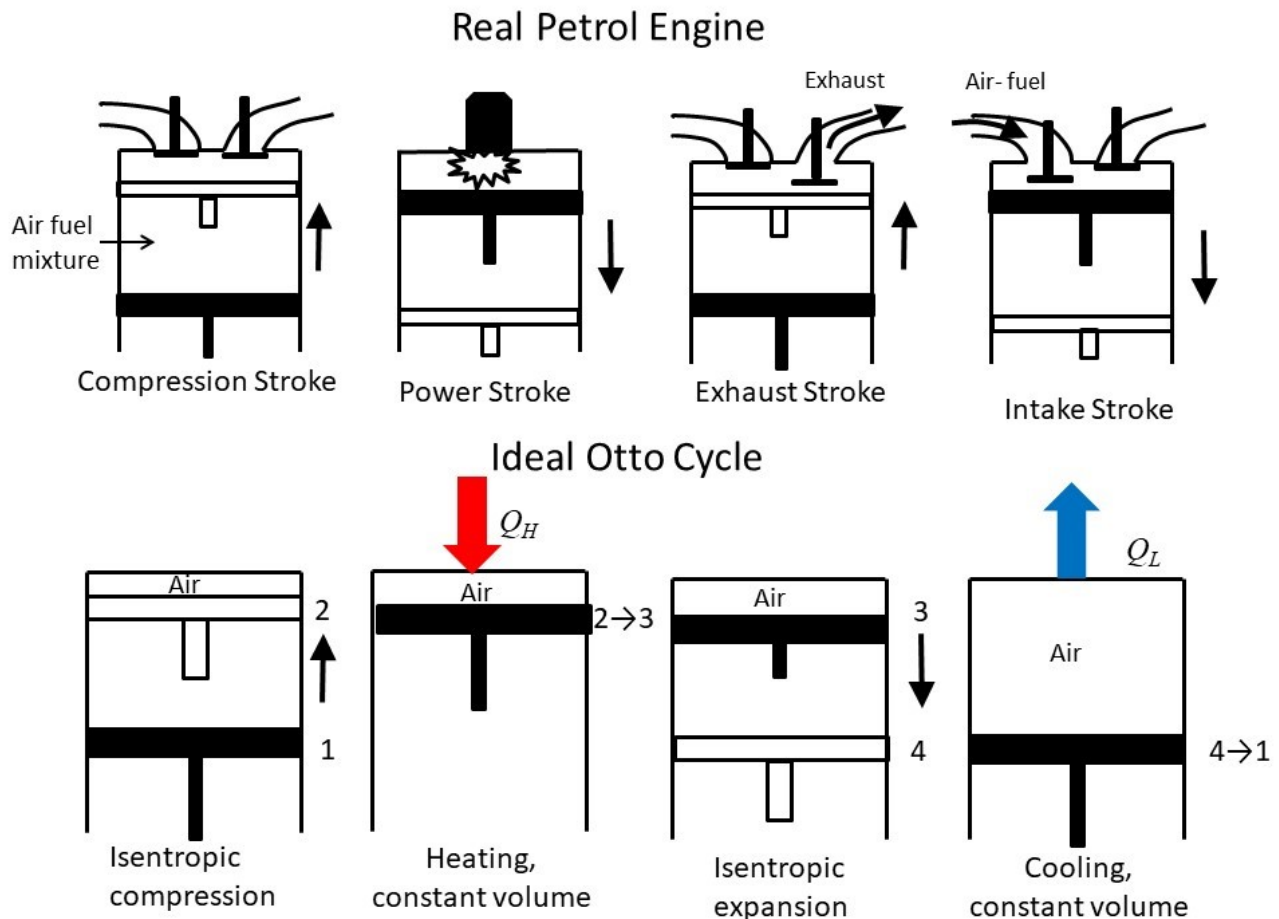 Real Petrol Engine
Exhaust
Air- fuel
Air fuel
mixture
Compression Stroke
Power Stroke
Exhaust Stroke
Intake Stroke
Ideal Otto Cycle
Q_H
Q_L
Air
2
1
Air
2→3
Air
3
4
Air
4→1
Isentropic
compression
Heating,
constant volume
Isentropic
expansion
Cooling,
constant volume